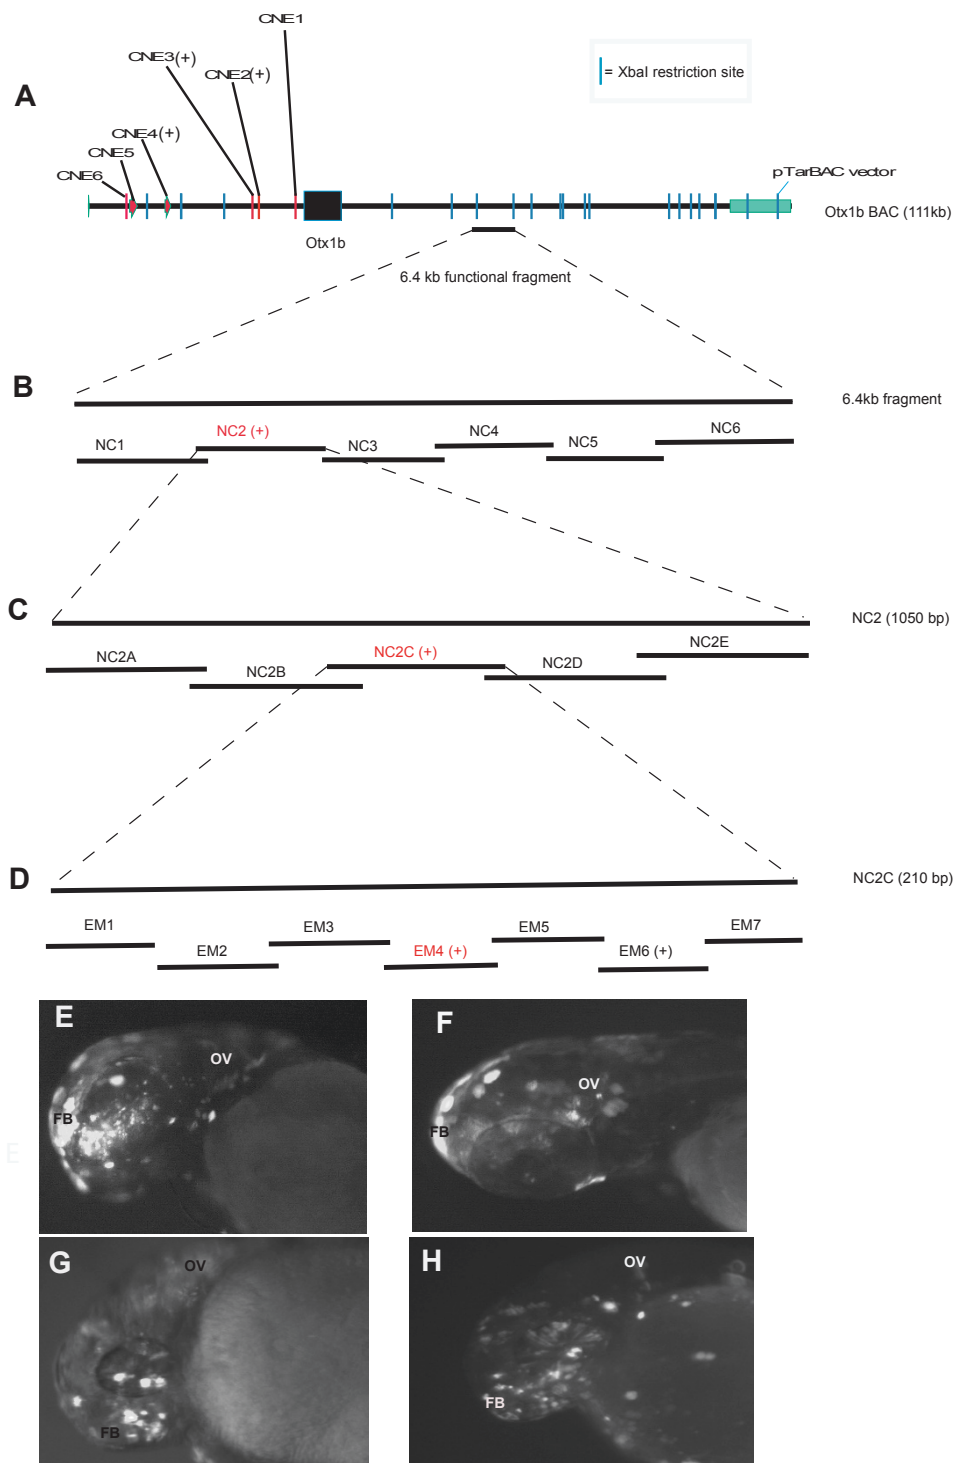 CNE1
CNE3(+)
CNE2(+)
A
= XbaI restriction site
CNE4(+)
CNE5
CNE6
pTarBAC vector
Otx1b BAC (111kb)
Otx1b
6.4 kb functional fragment
B
6.4kb fragment
NC1
NC2 (+)
NC3
NC4
NC5
NC6
C
NC2 (1050 bp)
NC2A
NC2B
NC2C (+)
NC2D
NC2E
D
NC2C (210 bp)
EM1
EM2
EM3
EM4 (+)
EM5
EM6 (+)
EM7
E
OV
FB
E
F
OV
FB
G
OV
FB
H
OV
FB